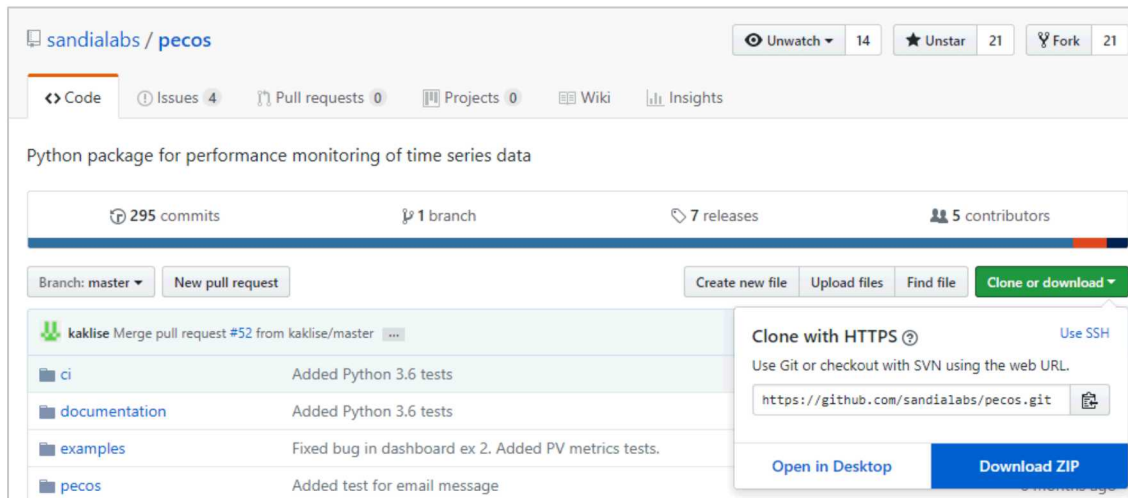 sandialabs / pecos
Unwatch 14 Unstar 21 Fork 21
Code Issues 4 Pull requests 0 Projects 0 Wiki Insights
Python package for performance monitoring of time series data
295 commits 1 branch 7 releases 5 contributors
Branch: master New pull request Create new file Upload files Find file Clone or download
kaklise Merge pull request #52 from kaklise/master ...
Clone with HTTPS Use SSH
Use Git or checkout with SVN using the web URL.
https://github.com/sandialabs/pecos.git
Open in Desktop Download ZIP
ci Added Python 3.6 tests
documentation Added Python 3.6 tests
examples Fixed bug in dashboard ex 2. Added PV metrics tests.
pecos Added test for email message